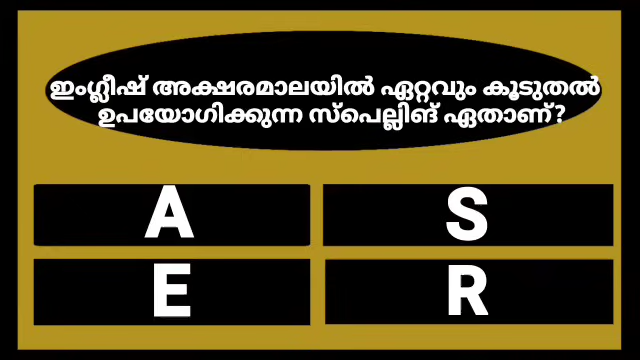 ഇംഗ്ലീഷ് അക്ഷരമാലയിൽ ഏറ്റവും കൂടുതൽ
ഉപയോഗിക്കുന്ന സ്പെല്ലിങ് ഏതാണ്?
A
S
E
R